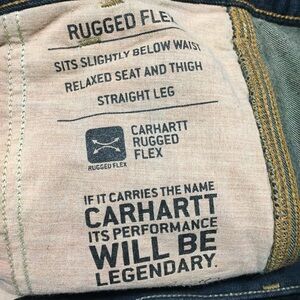 RUGGED FLEX
SITS SLIGHTLY BELOW WAIST
RELAXED SEAT AND THIGH
STRAIGHT LEG
CARHARTT
RUGGED
FLEX
RUGGED FLEX
IF IT CARRIES THE NAME
CARHARTT
ITS PERFORMANCE
WILL BE
LEGENDARY.